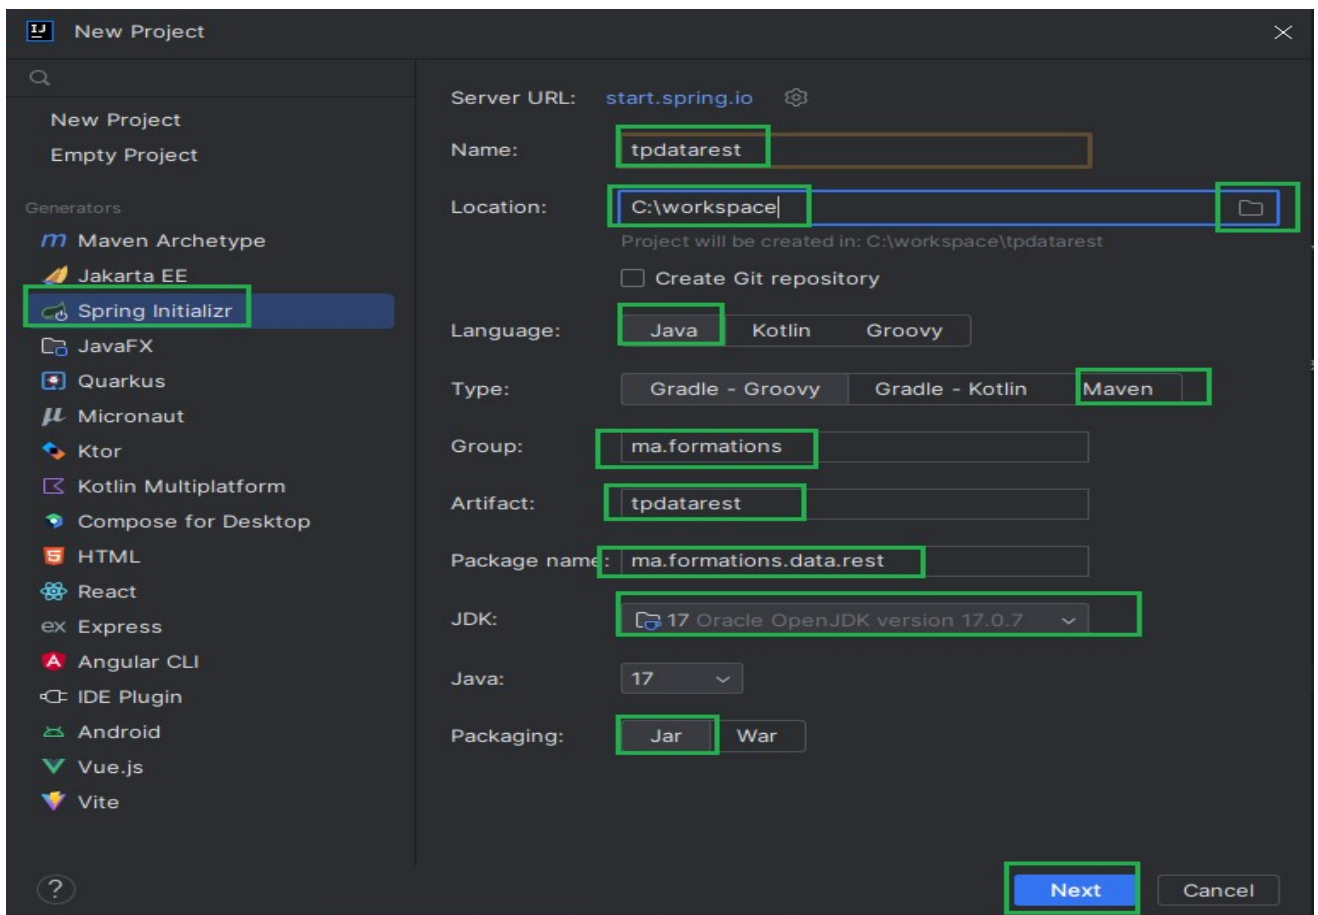 New Project
New Project
Empty Project
Generators
Maven Archetype
Jakarta EE
Spring Initializr
JavaFX
Quarkus
Micronaut
Ktor
Kotlin Multiplatform
Compose for Desktop
HTML
React
Express
Angular CLI
IDE Plugin
Android
Vue.js
Vite
Server URL: start.spring.io
Name: tpdatarest
Location: C:\workspace
Project will be created in: C:\workspace\tpdatarest
Create Git repository
Language: Java Kotlin Groovy
Type: Gradle - Groovy Gradle - Kotlin Maven
Group: ma.formations
Artifact: tpdatarest
Package name: ma.formations.data.rest
JDK: 17 Oracle OpenJDK version 17.0.7
Java: 17
Packaging: Jar War
? Next Cancel